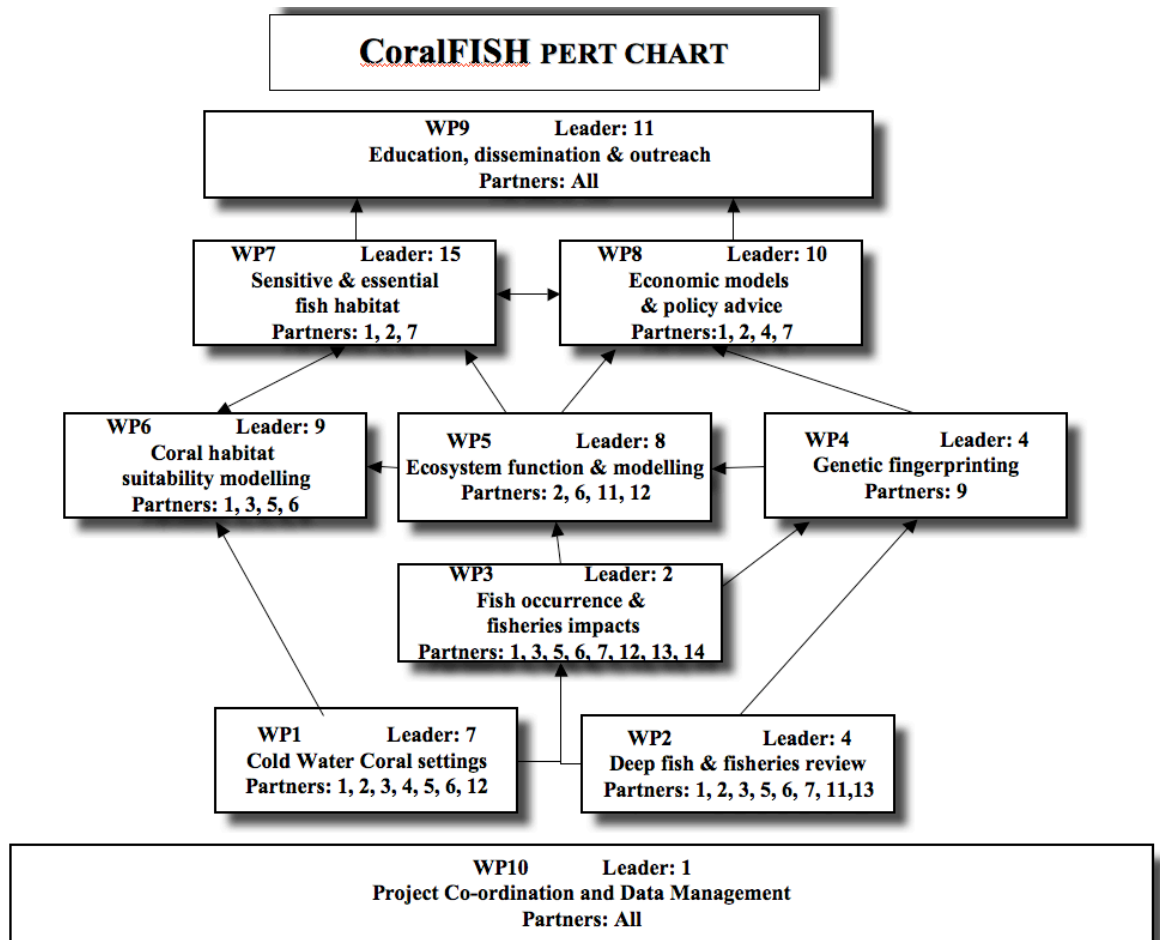 CoralFISH PERT CHART
WP9 Leader: 11
Education, dissemination & outreach
Partners: All
WP7 Leader: 15
Sensitive & essential
fish habitat
Partners: 1, 2, 7
WP8 Leader: 10
Economic models
& policy advice
Partners:1, 2, 4, 7
WP6 Leader: 9
Coral habitat
suitability modelling
Partners: 1, 3, 5, 6
WP5 Leader: 8
Ecosystem function & modelling
Partners: 2, 6, 11, 12
WP4 Leader: 4
Genetic fingerprinting
Partners: 9
WP3 Leader: 2
Fish occurrence &
fisheries impacts
Partners: 1, 3, 5, 6, 7, 12, 13, 14
WP1 Leader: 7
Cold Water Coral settings
Partners: 1, 2, 3, 4, 5, 6, 12
WP2 Leader: 4
Deep fish & fisheries review
Partners: 1, 2, 3, 5, 6, 7, 11,13
WP10 Leader: 1
Project Co-ordination and Data Management
Partners: All